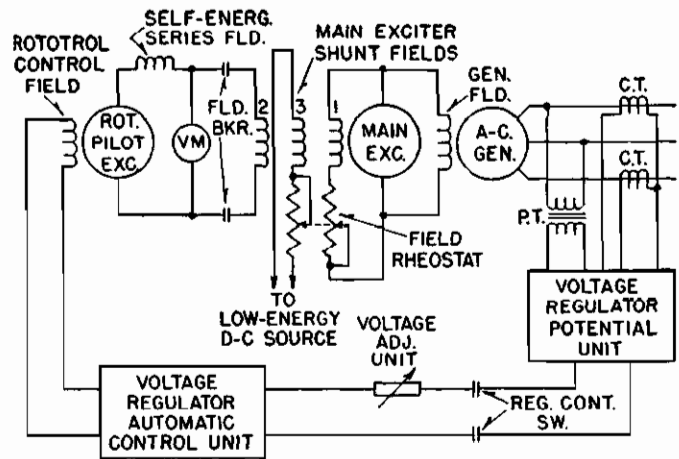 SELF-ENERG.
SERIES FLD.
ROTOTROL
CONTROL
FIELD
MAIN EXCITER
SHUNT FIELDS
GEN.
FLD.
C.T.
ROT.
PILOT
EXC.
VM
FLD.
BKR.
2
3
1
MAIN
EXC.
A-C.
GEN.
C.T.
P.T.
FIELD
RHEOSTAT
TO
LOW-ENERGY
D-C SOURCE
VOLTAGE
ADJ.
UNIT
VOLTAGE
REGULATOR
POTENTIAL
UNIT
VOLTAGE
REGULATOR
AUTOMATIC
CONTROL UNIT
REG. CONT.
SW.